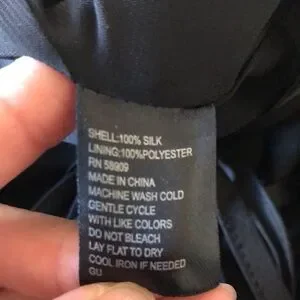 SHELL:100% SILK
LINING:100%POLYESTER
RN 58909
MADE IN CHINA
MACHINE WASH COLD
GENTLE CYCLE
WITH LIKE COLORS
DO NOT BLEACH
LAY FLAT TO DRY
COOL IRON IF NEEDED
GU